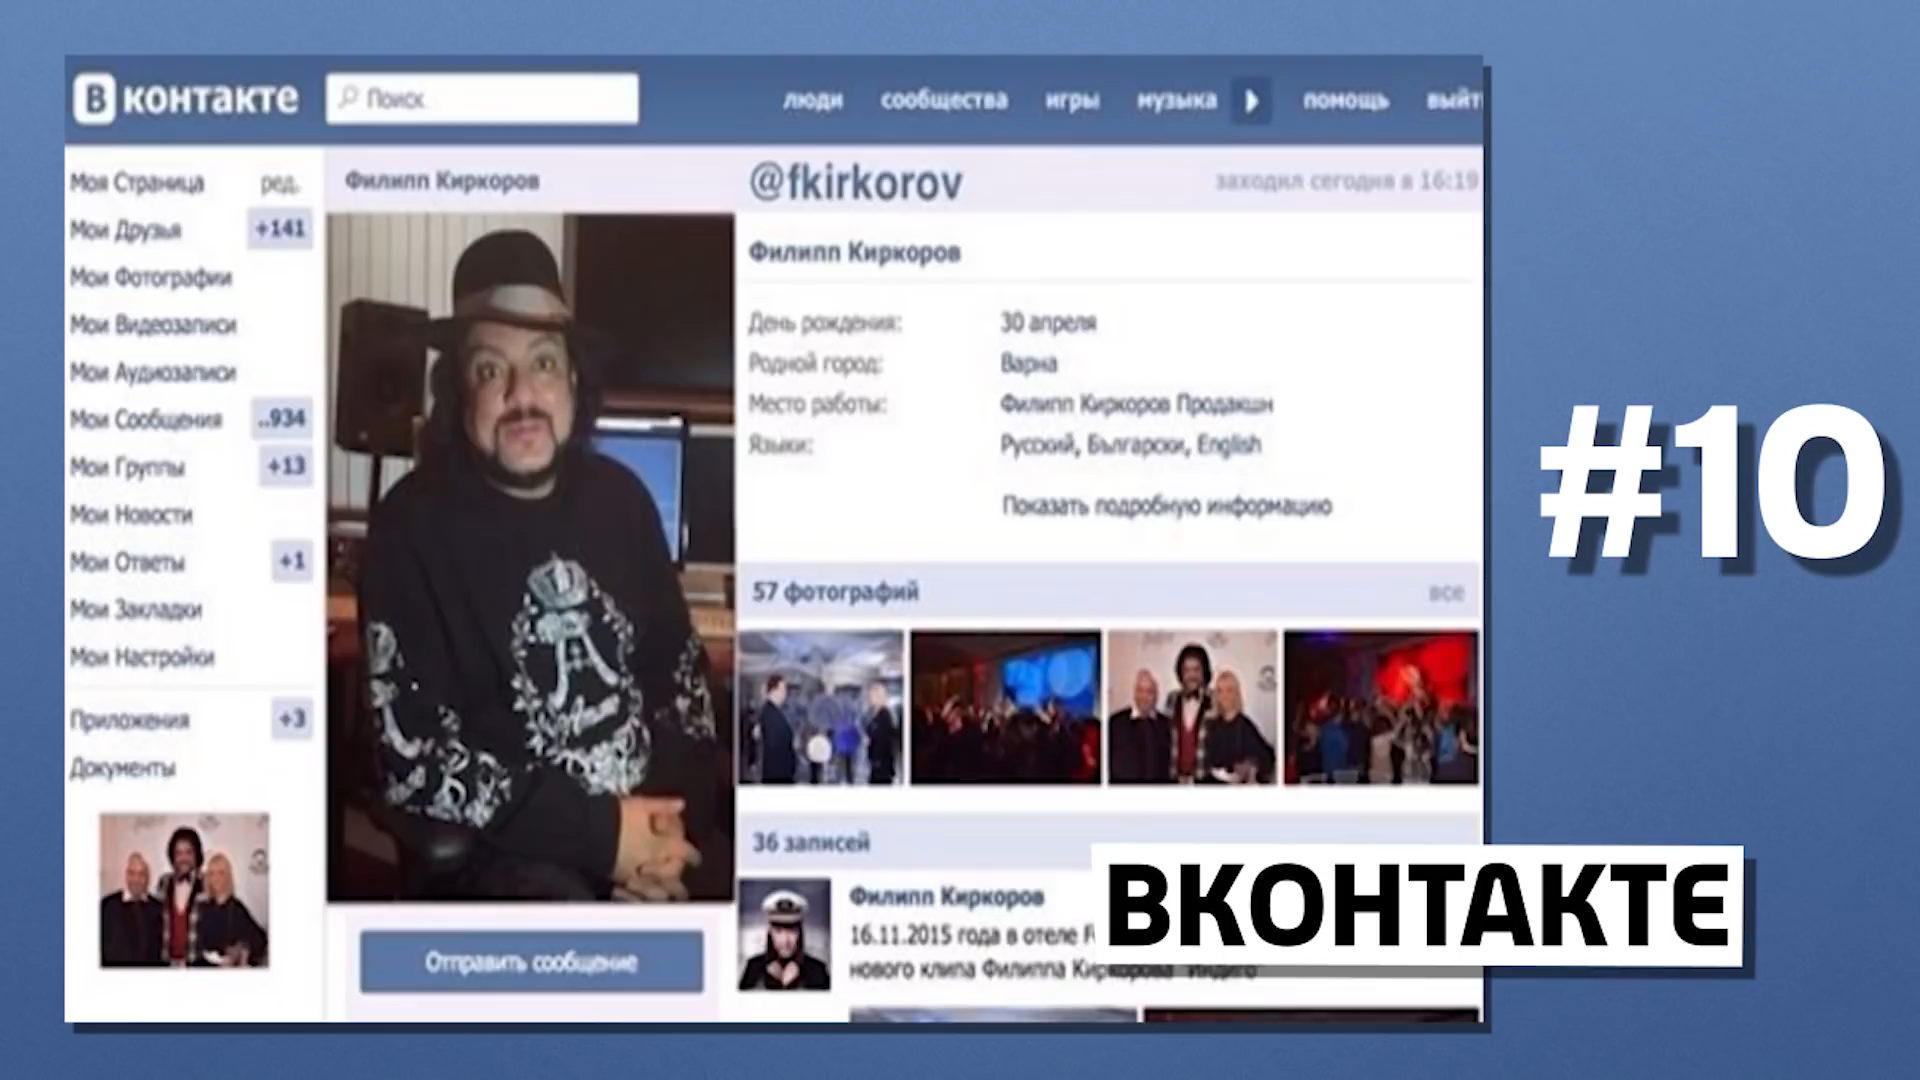 В контакте
Поиск
люди сообщества игры музыка помощь
Моя Страница ред.
Мои Друзья +141
Мои Фотографии
Мои Видеозаписи
Мои Аудиозаписи
Мои Сообщения ..934
Мои Группы +13
Мои Новости
Мои Ответы +1
Мои Закладки
Мои Настройки
Приложения +3
Документы
Филипп Киркоров
Отправить сообщение
@fkirkorov
заходил сегодня в 16:19
Филипп Киркоров
День рождения: 30 апреля
Родной город: Варна
Место работы: Филипп Киркоров Продакшн
Языки: Русский, Български, English
Показать подробную информацию
57 фотографий все
36 записей
Филипп Киркоров
16.11.2015 года в отеле
нового клипа Филиппа Киркорова "Индиго"
#10
ВКОНТАКТЕ